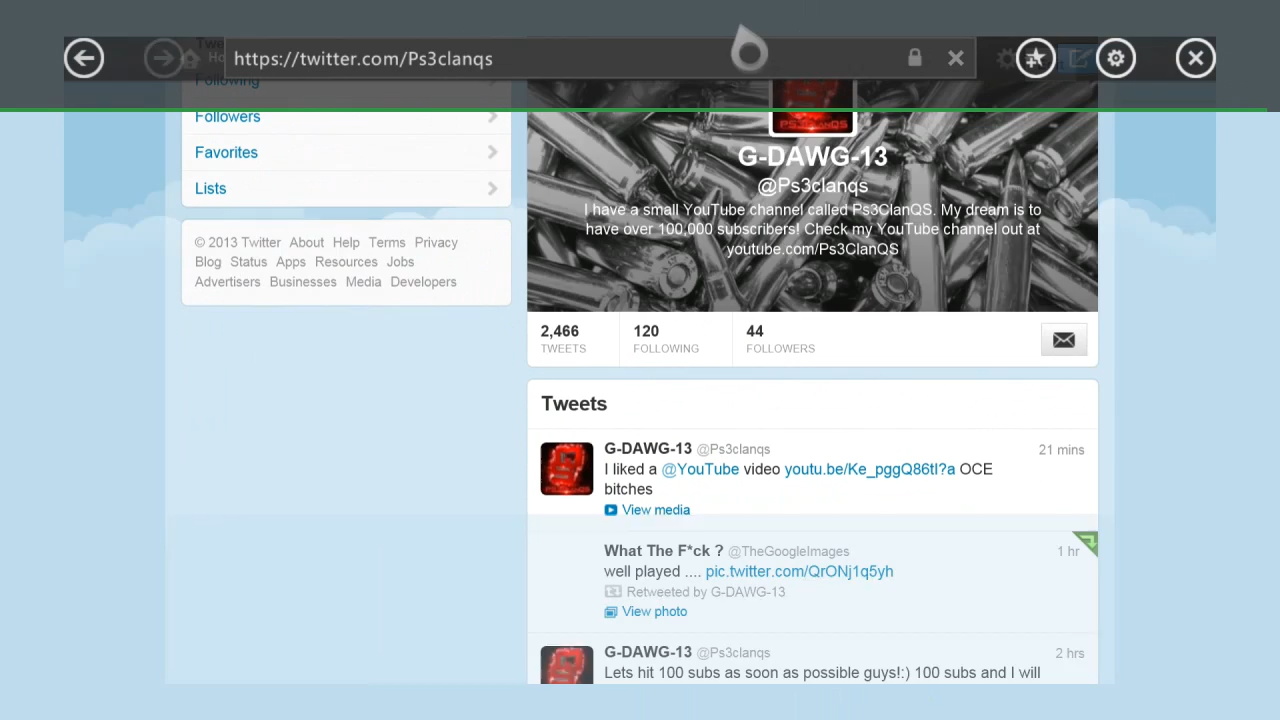 https://twitter.com/Ps3clanqs
Following
Followers
Favorites
Lists
© 2013 Twitter About Help Terms Privacy
Blog Status Apps Resources Jobs
Advertisers Businesses Media Developers
PS3CLANQS
G-DAWG-13
@Ps3clanqs
I have a small YouTube channel called Ps3ClanQS. My dream is to
have over 100,000 subscribers! Check my YouTube channel out at
youtube.com/Ps3ClanQS
2,466 120 44
TWEETS FOLLOWING FOLLOWERS
Tweets
G-DAWG-13 @Ps3clanqs 21 mins
I liked a @YouTube video youtu.be/Ke_pggQ86tI?a OCE
bitches
View media
What The F*ck ? @TheGoogleImages 1 hr
well played .... pic.twitter.com/QrONj1q5yh
Retweeted by G-DAWG-13
View photo
G-DAWG-13 @Ps3clanqs 2 hrs
Lets hit 100 subs as soon as possible guys!:) 100 subs and I will